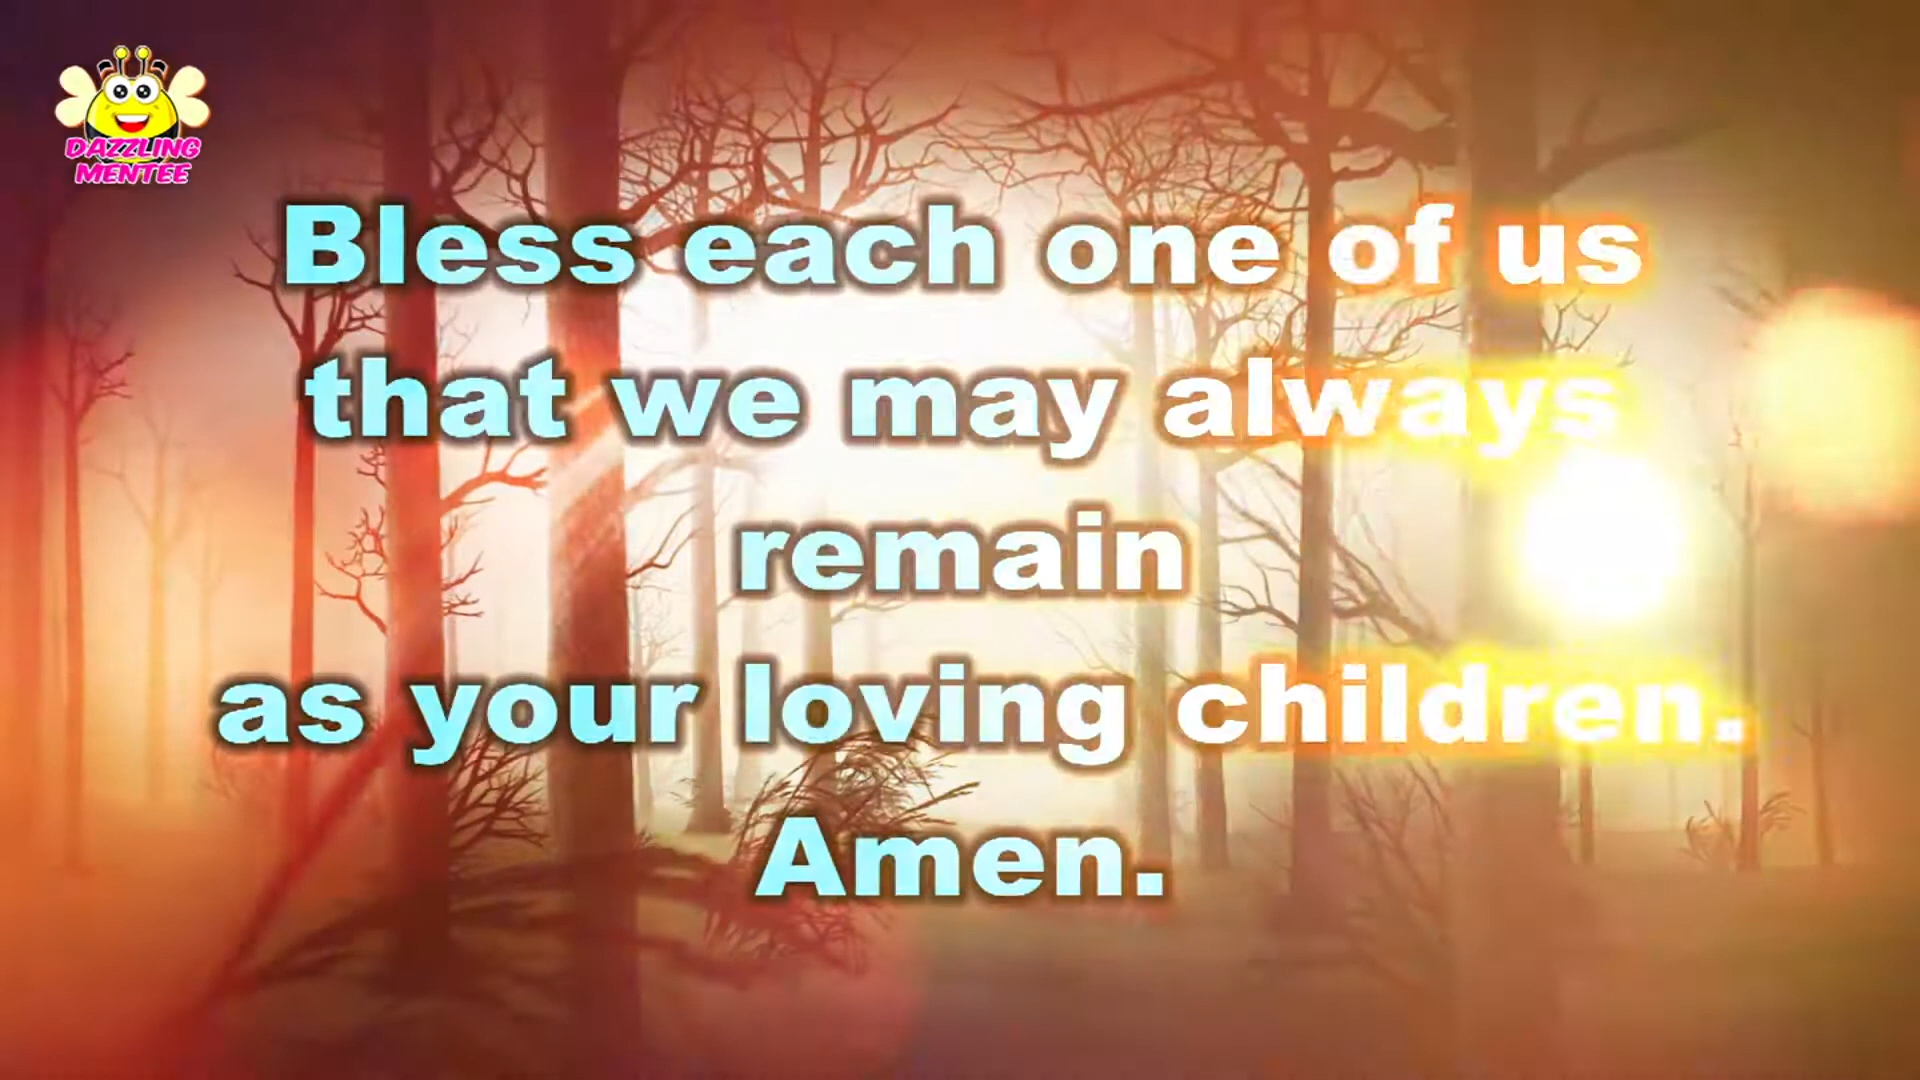 DAZZLING
MENTEE
Bless each one of us
that we may always
remain
as your loving children.
Amen.